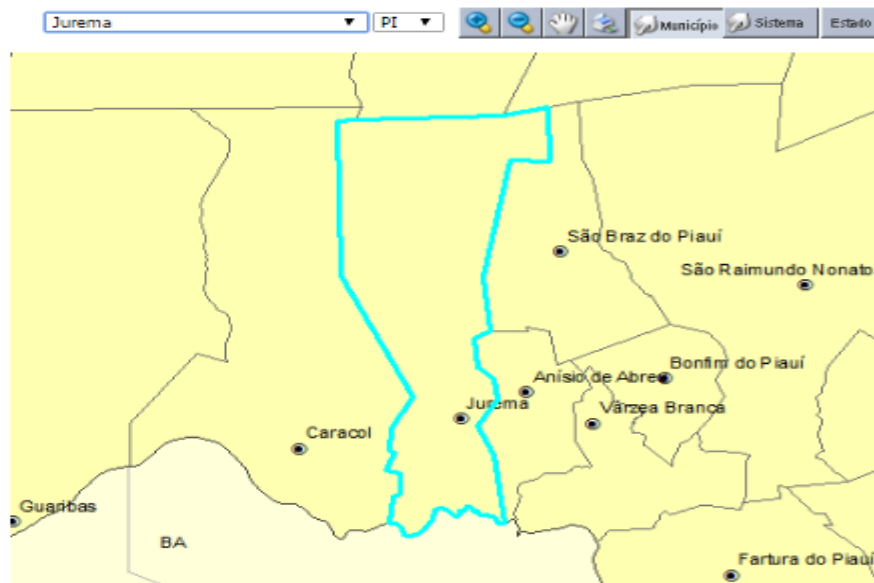 Jurema PI Município Sistema Estado
São Braz do Piauí
São Raimundo Nonato
Bonfim do Piauí
Anísio de Abreu
Jurema
Várzea Branca
Caracol
Guaribas
BA
Fartura do Piauí